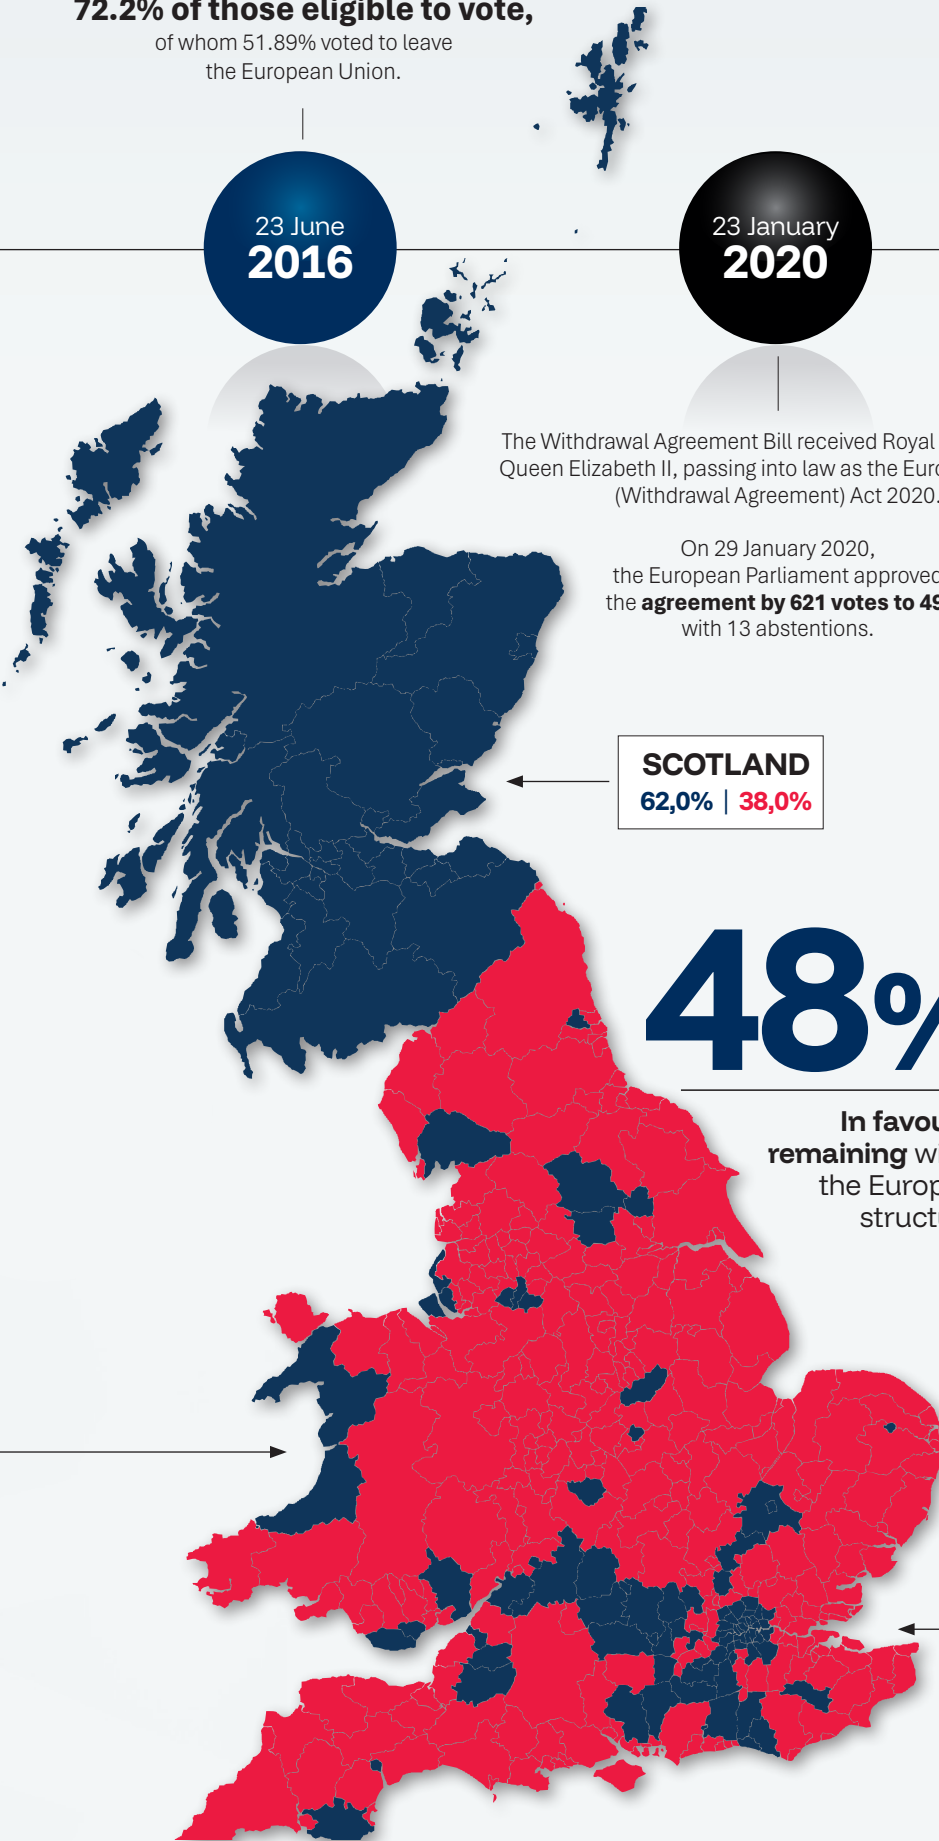 72.2% of those eligible to vote,
of whom 51.89% voted to leave
the European Union.
23 June
2016
23 January
2020
The Withdrawal Agreement Bill received Royal
Queen Elizabeth II, passing into law as the Euro
(Withdrawal Agreement) Act 2020.
On 29 January 2020,
the European Parliament approved
the agreement by 621 votes to 49
with 13 abstentions.
SCOTLAND
62,0% | 38,0%
48%
In favou
remaining wi
the Europ
struct